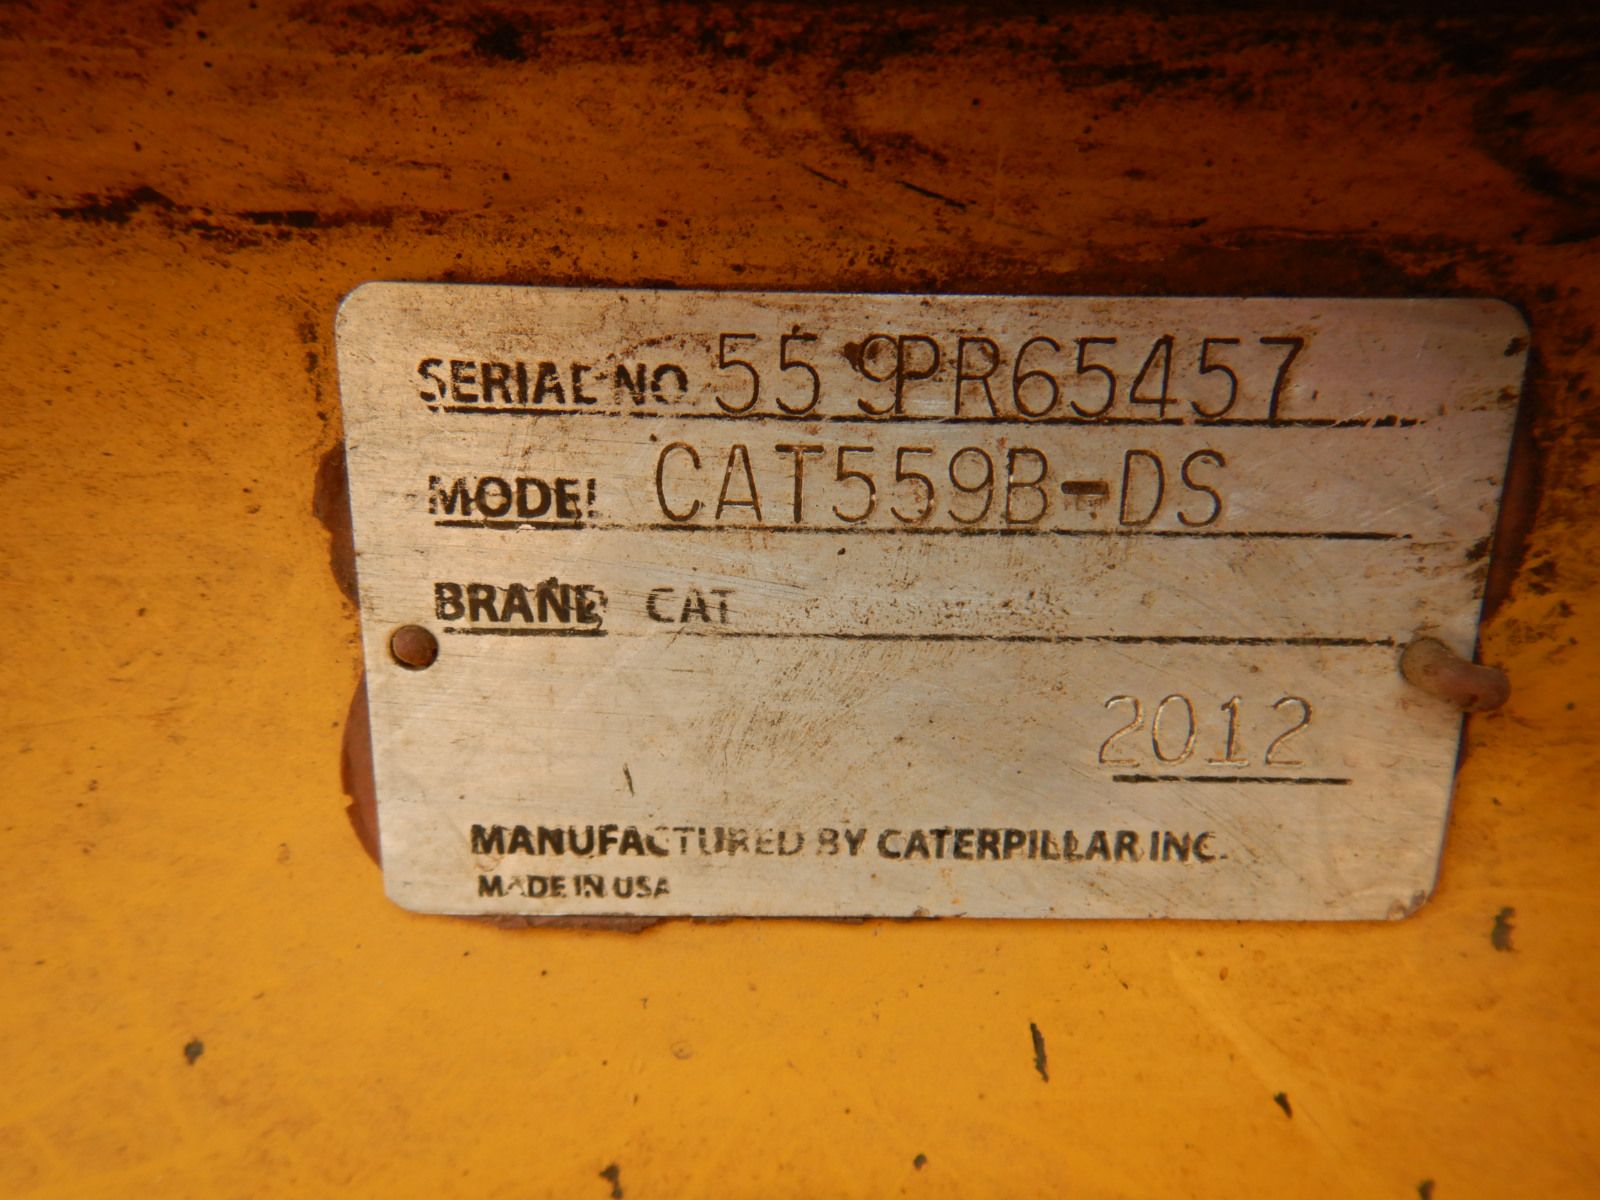 SERIAL NO. 559PR65457
MODEL CAT559B-DS
BRAND CAT
2012
MANUFACTURED BY CATERPILLAR INC.
MADE IN USA